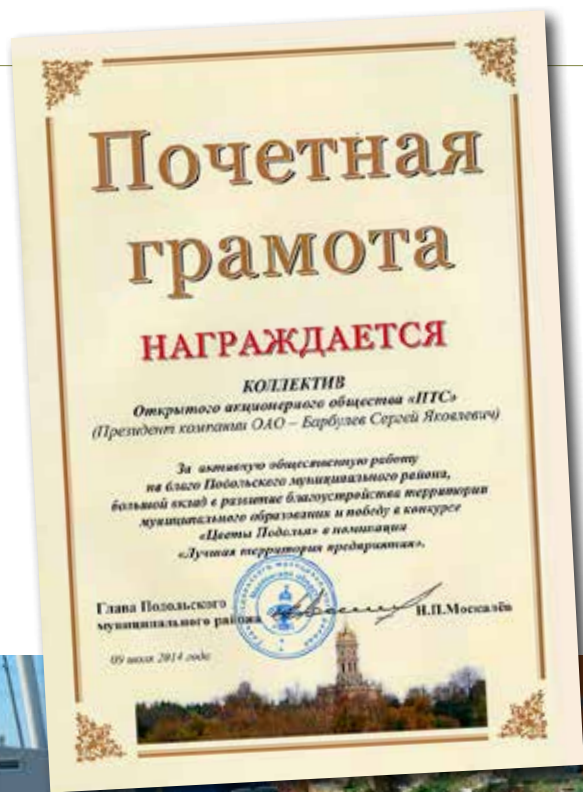 Почетная
грамота
НАГРАЖДАЕТСЯ
КОЛЛЕКТИВ
Открытого акционерного общества «ПТС»
(Президент компании ОАО – Барбулев Сергей Яковлевич)
За активную общественную работу
на благо Подольского муниципального района,
большой вклад в развитие благоустройства территории
муниципального образования и победу в конкурсе
«Цветы Подолья» в номинации
«Лучшая территория предприятия».
Глава Подольского
муниципального района
Н.П.Москалёв
09 июля 2014 года